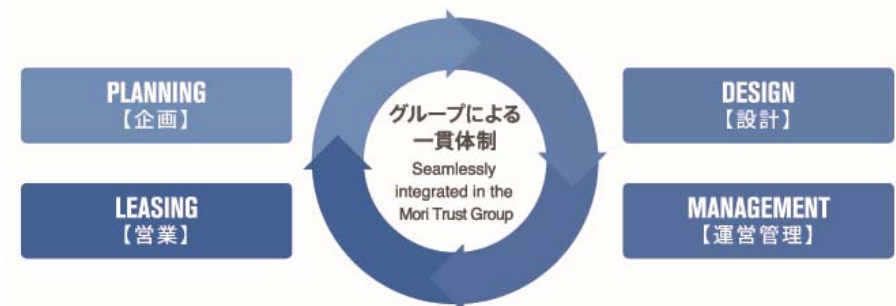 PLANNING
【企画】
LEASING
【営業】
グループによる
一貫体制
Seamlessly
integrated in the
Mori Trust Group
DESIGN
【設計】
MANAGEMENT
【運営管理】